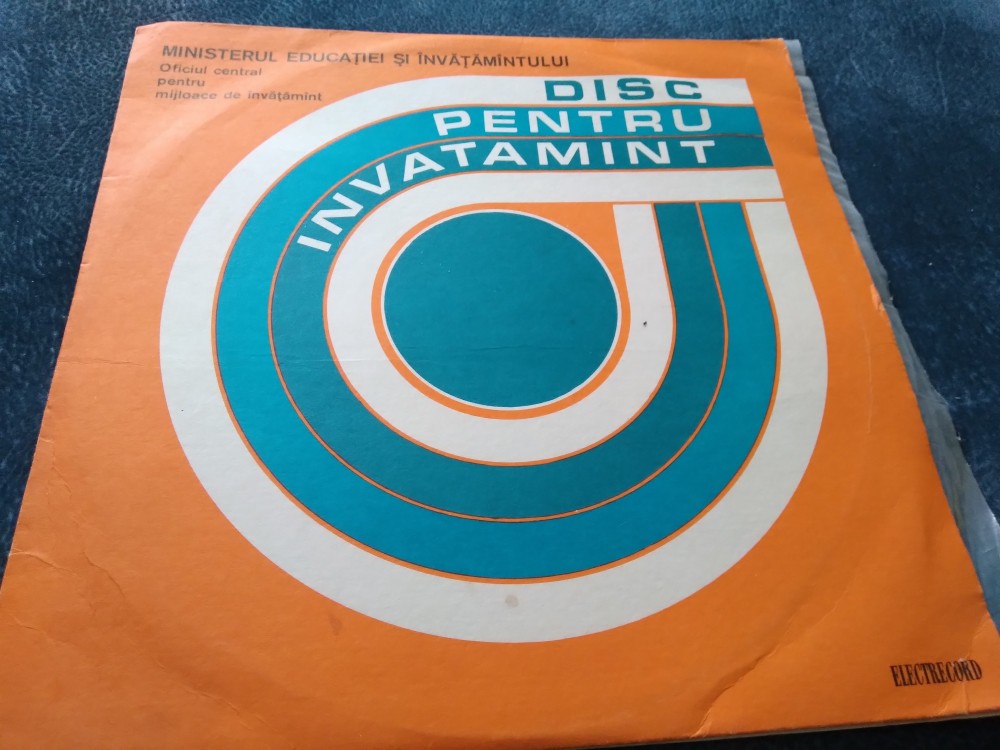 MINISTERUL EDUCAȚIEI ȘI ÎNVĂȚĂMÎNTULUI
Oficiul central
pentru
mijloace de învățămînt
DISC
PENTRU
INVATAMINT
ELECTRECORD